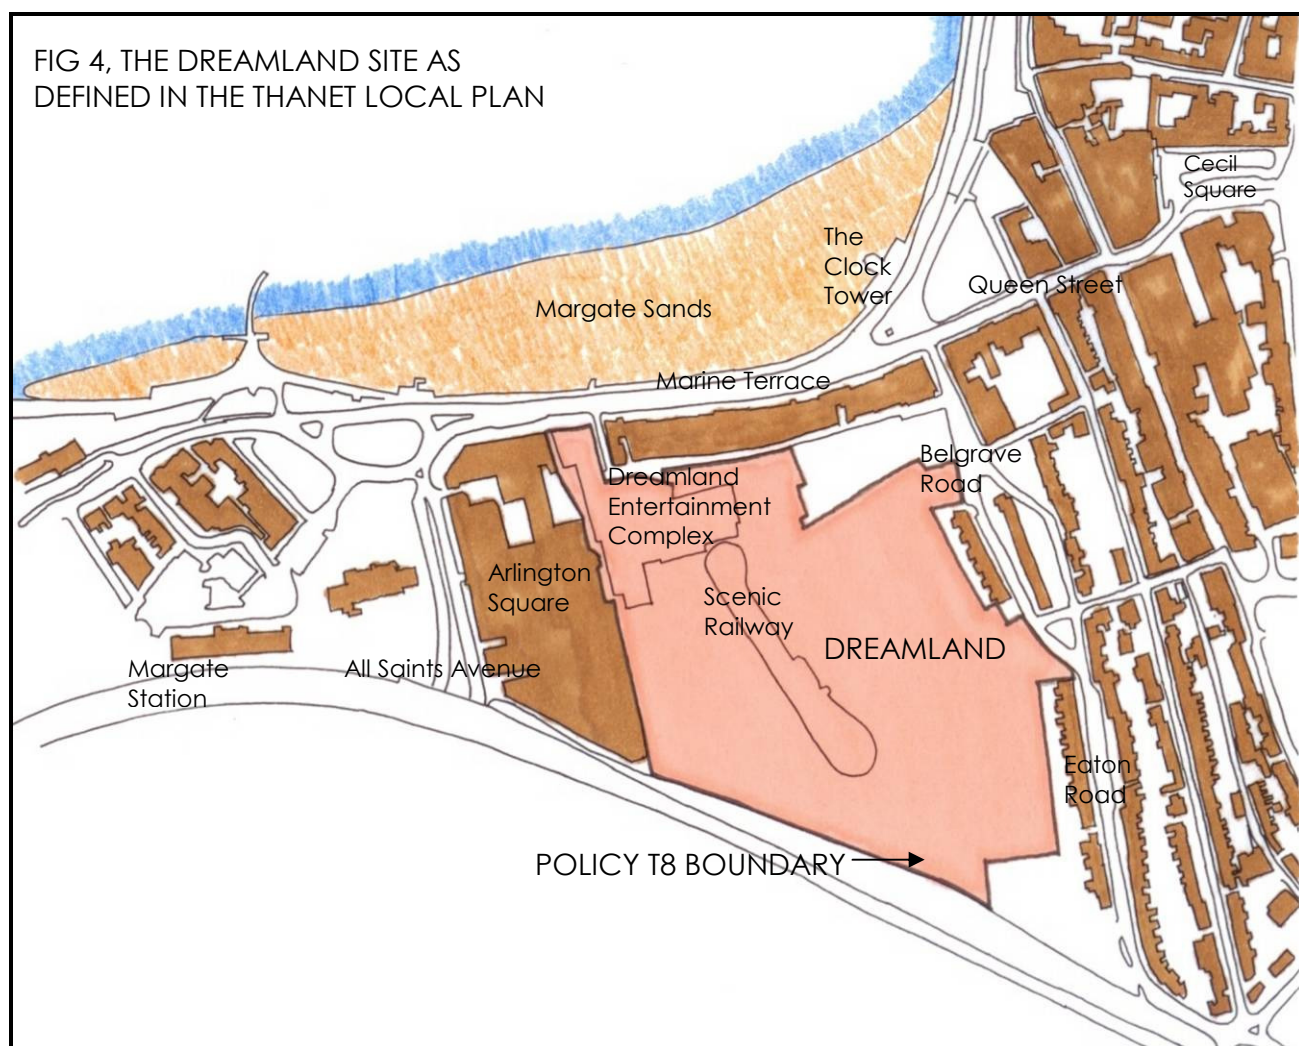 FIG 4, THE DREAMLAND SITE AS
DEFINED IN THE THANET LOCAL PLAN
Cecil
Square
The
Clock
Tower
Queen Street
Margate Sands
Marine Terrace
Belgrave
Road
Dreamland
Entertainment
Complex
Arlington
Square
Scenic
Railway
DREAMLAND
Margate
Station
All Saints Avenue
Eaton
Road
POLICY T8 BOUNDARY